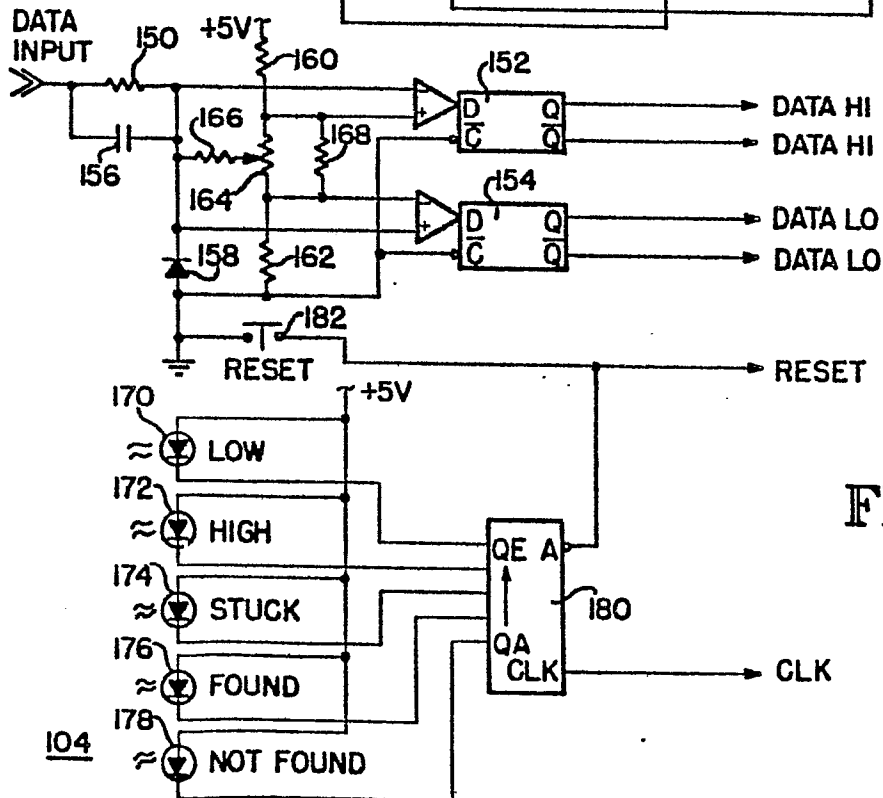 DATA
INPUT
150
+5V
160
152
D Q
C Q
DATA HI
DATA HI
156
166
168
164
154
D Q
C Q
DATA LO
DATA LO
158
162
182
RESET
RESET
+5V
170
LOW
172
HIGH
F
174
STUCK
QE A
180
176
FOUND
QA
CLK
CLK
178
NOT FOUND
104